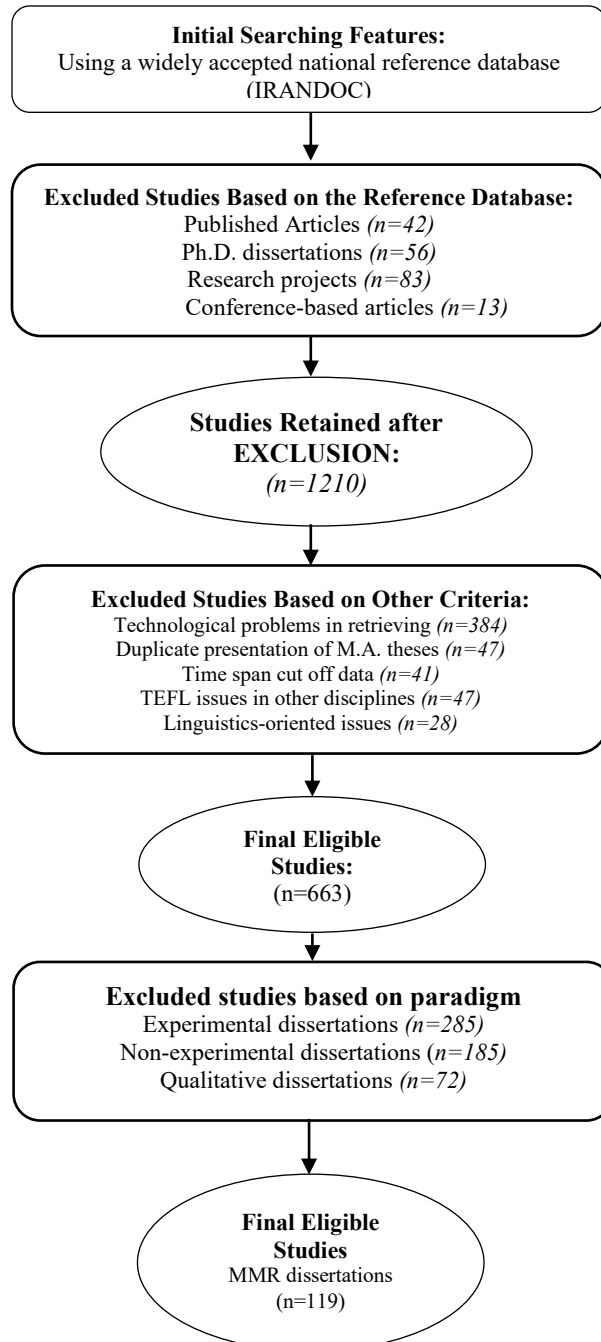 Initial Searching Features:
Using a widely accepted national reference database
(IRANDOC)
Excluded Studies Based on the Reference Database:
Published Articles (n=42)
Ph.D. dissertations (n=56)
Research projects (n=83)
Conference-based articles (n=13)
Studies Retained after
EXCLUSION:
(n=1210)
Excluded Studies Based on Other Criteria:
Technological problems in retrieving (n=384)
Duplicate presentation of M.A. theses (n=47)
Time span cut off data (n=41)
TEFL issues in other disciplines (n=47)
Linguistics-oriented issues (n=28)
Final Eligible
Studies:
(n=663)
Excluded studies based on paradigm
Experimental dissertations (n=285)
Non-experimental dissertations (n=185)
Qualitative dissertations (n=72)
Final Eligible
Studies
MMR dissertations
(n=119)